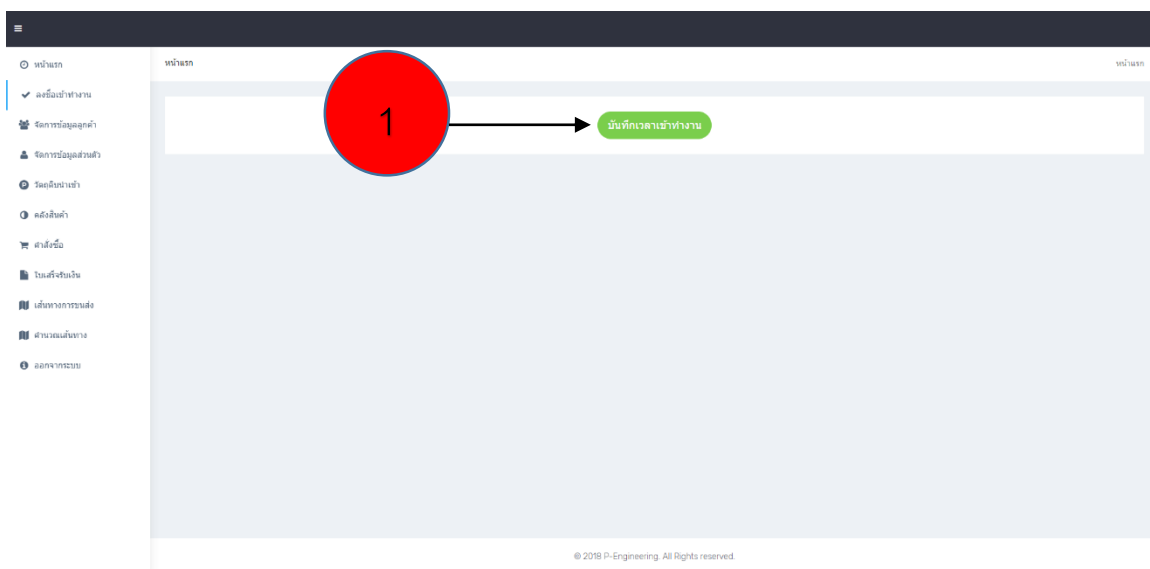 หน้าแรก
ลงชื่อเข้าทำงาน
จัดการข้อมูลลูกค้า
จัดการข้อมูลส่วนตัว
วัตถุดิบนำเข้า
คลังสินค้า
คำสั่งซื้อ
ใบเสร็จรับเงิน
เส้นทางการขนส่ง
คำนวณเส้นทาง
ออกจากระบบ
หน้าแรก
หน้าแรก
1
บันทึกเวลาเข้าทำงาน
© 2018 P-Engineering. All Rights reserved.